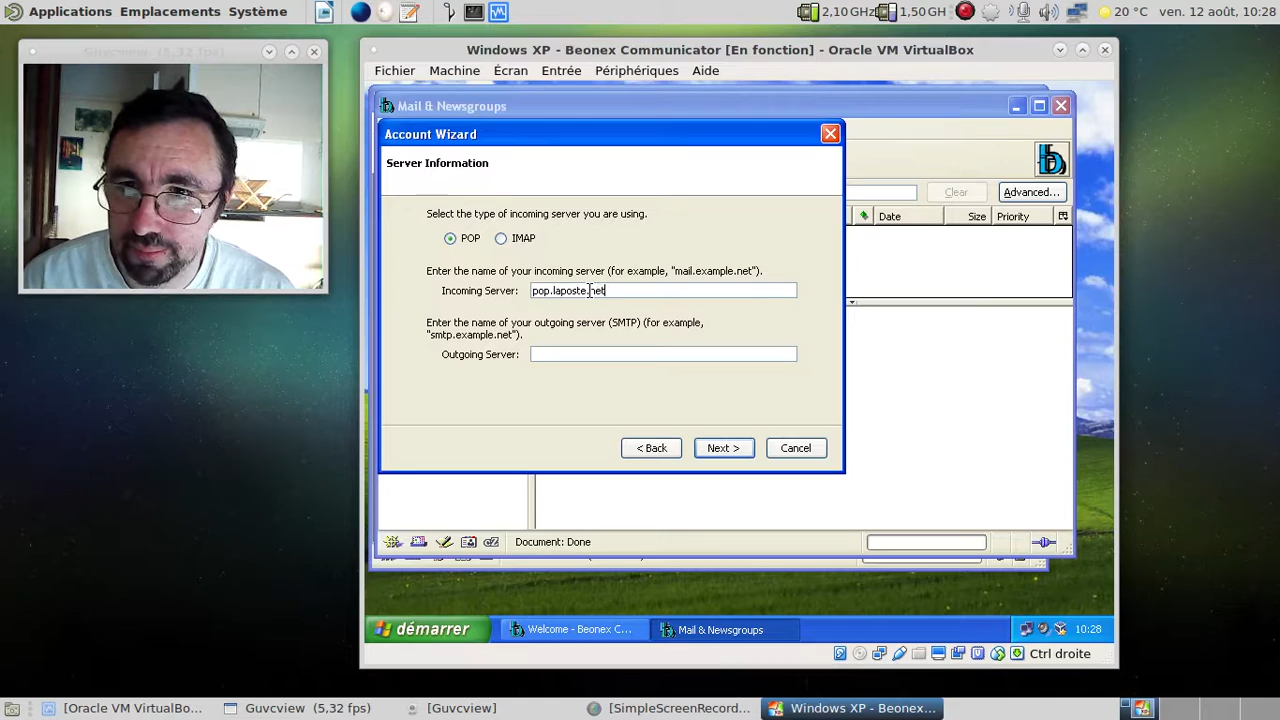 Applications Emplacements Système
2,10 GHz 1,50 GH 20 °C ven. 12 août, 10:28
Guvcview (5,32 fps)
Windows XP - Beonex Communicator [En fonction] - Oracle VM VirtualBox
Fichier Machine Écran Entrée Périphériques Aide
Mail & Newsgroups
Account Wizard
Server Information
Clear Advanced...
Select the type of incoming server you are using.
Date Size Priority
POP IMAP
Enter the name of your incoming server (for example, "mail.example.net").
Incoming Server: pop.laposte.net
Enter the name of your outgoing server (SMTP) (for example,
"smtp.example.net").
Outgoing Server:
< Back Next > Cancel
Document: Done
démarrer Welcome - Beonex C... Mail & Newsgroups 10:28
Ctrl droite
[Oracle VM VirtualBo... Guvcview (5,32 fps) [Guvcview] [SimpleScreenRecord... Windows XP - Beonex...